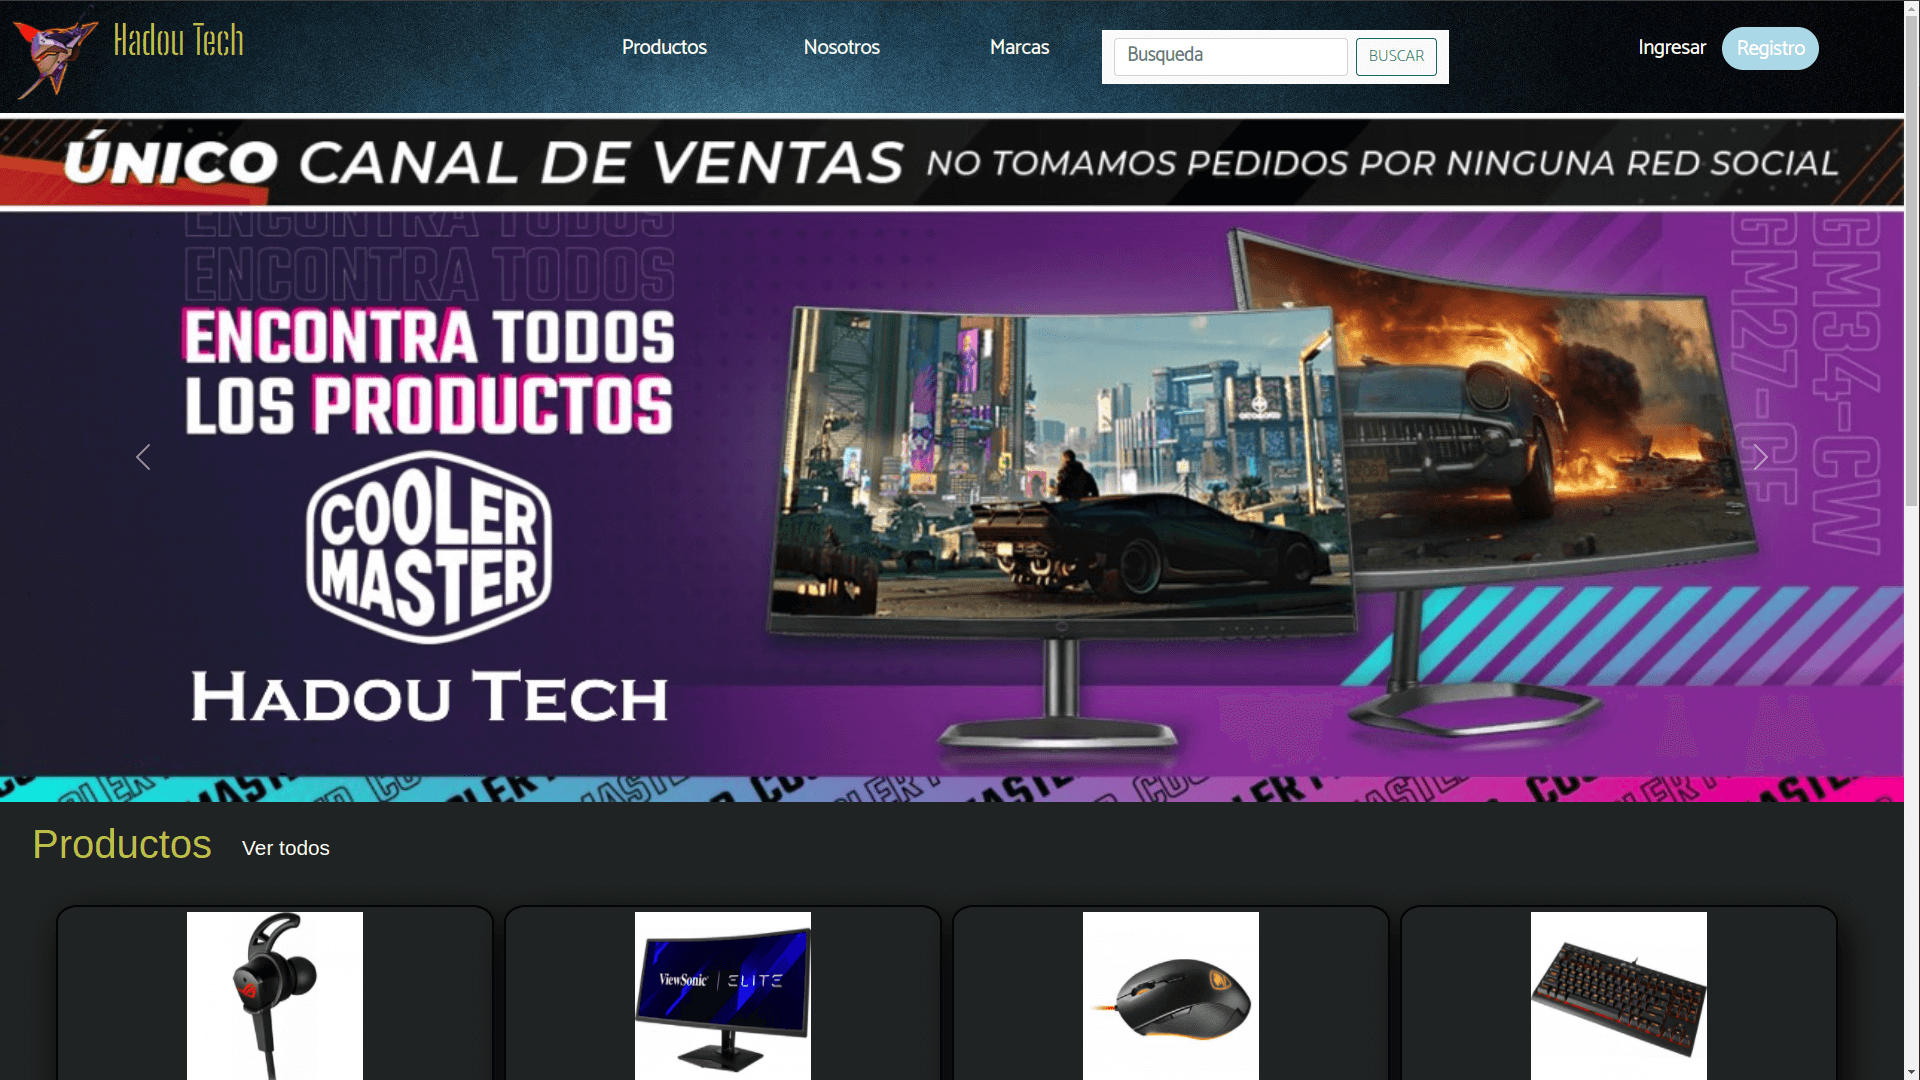 Hadou Tech
Productos
Nosotros
Marcas
Busqueda
BUSCAR
Ingresar
Registro
ÚNICO CANAL DE VENTAS NO TOMAMOS PEDIDOS POR NINGUNA RED SOCIAL
ENCONTRA TODOS
ENCONTRA TODOS
ENCONTRA TODOS
LOS PRODUCTOS
COOLER
MASTER
HADOU TECH
GM27-CF
GM34-CW
Productos
Ver todos
ViewSonic | ELITE